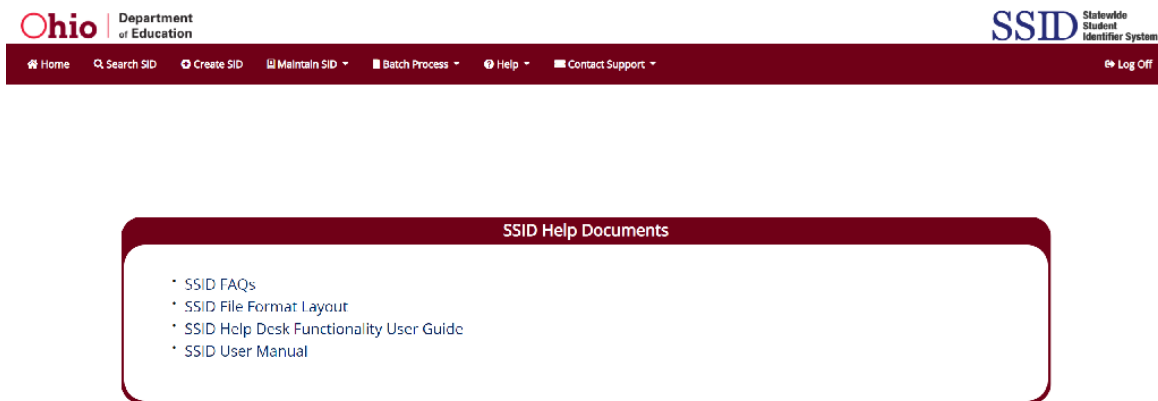 Ohio Department of Education
SSID Statewide Student Identifier System
Home Search SID Create SID Maintain SID Batch Process Help Contact Support Log Off
SSID Help Documents
SSID FAQs
SSID File Format Layout
SSID Help Desk Functionality User Guide
SSID User Manual